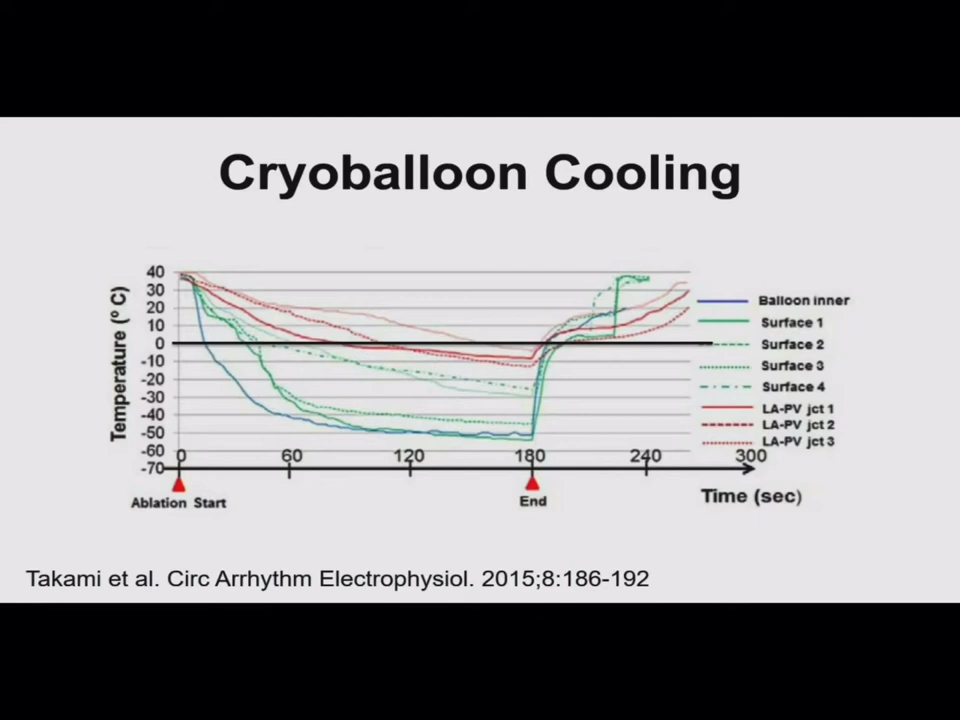 Cryoballoon Cooling
Temperature (º C)
40
30
20
10
0
-10
-20
-30
-40
-50
-60
-70
0
60
120
180
240
300
Ablation Start
End
Time (sec)
Balloon inner
Surface 1
Surface 2
Surface 3
Surface 4
LA-PV jct 1
LA-PV jct 2
LA-PV jct 3
Takami et al. Circ Arrhythm Electrophysiol. 2015;8:186-192